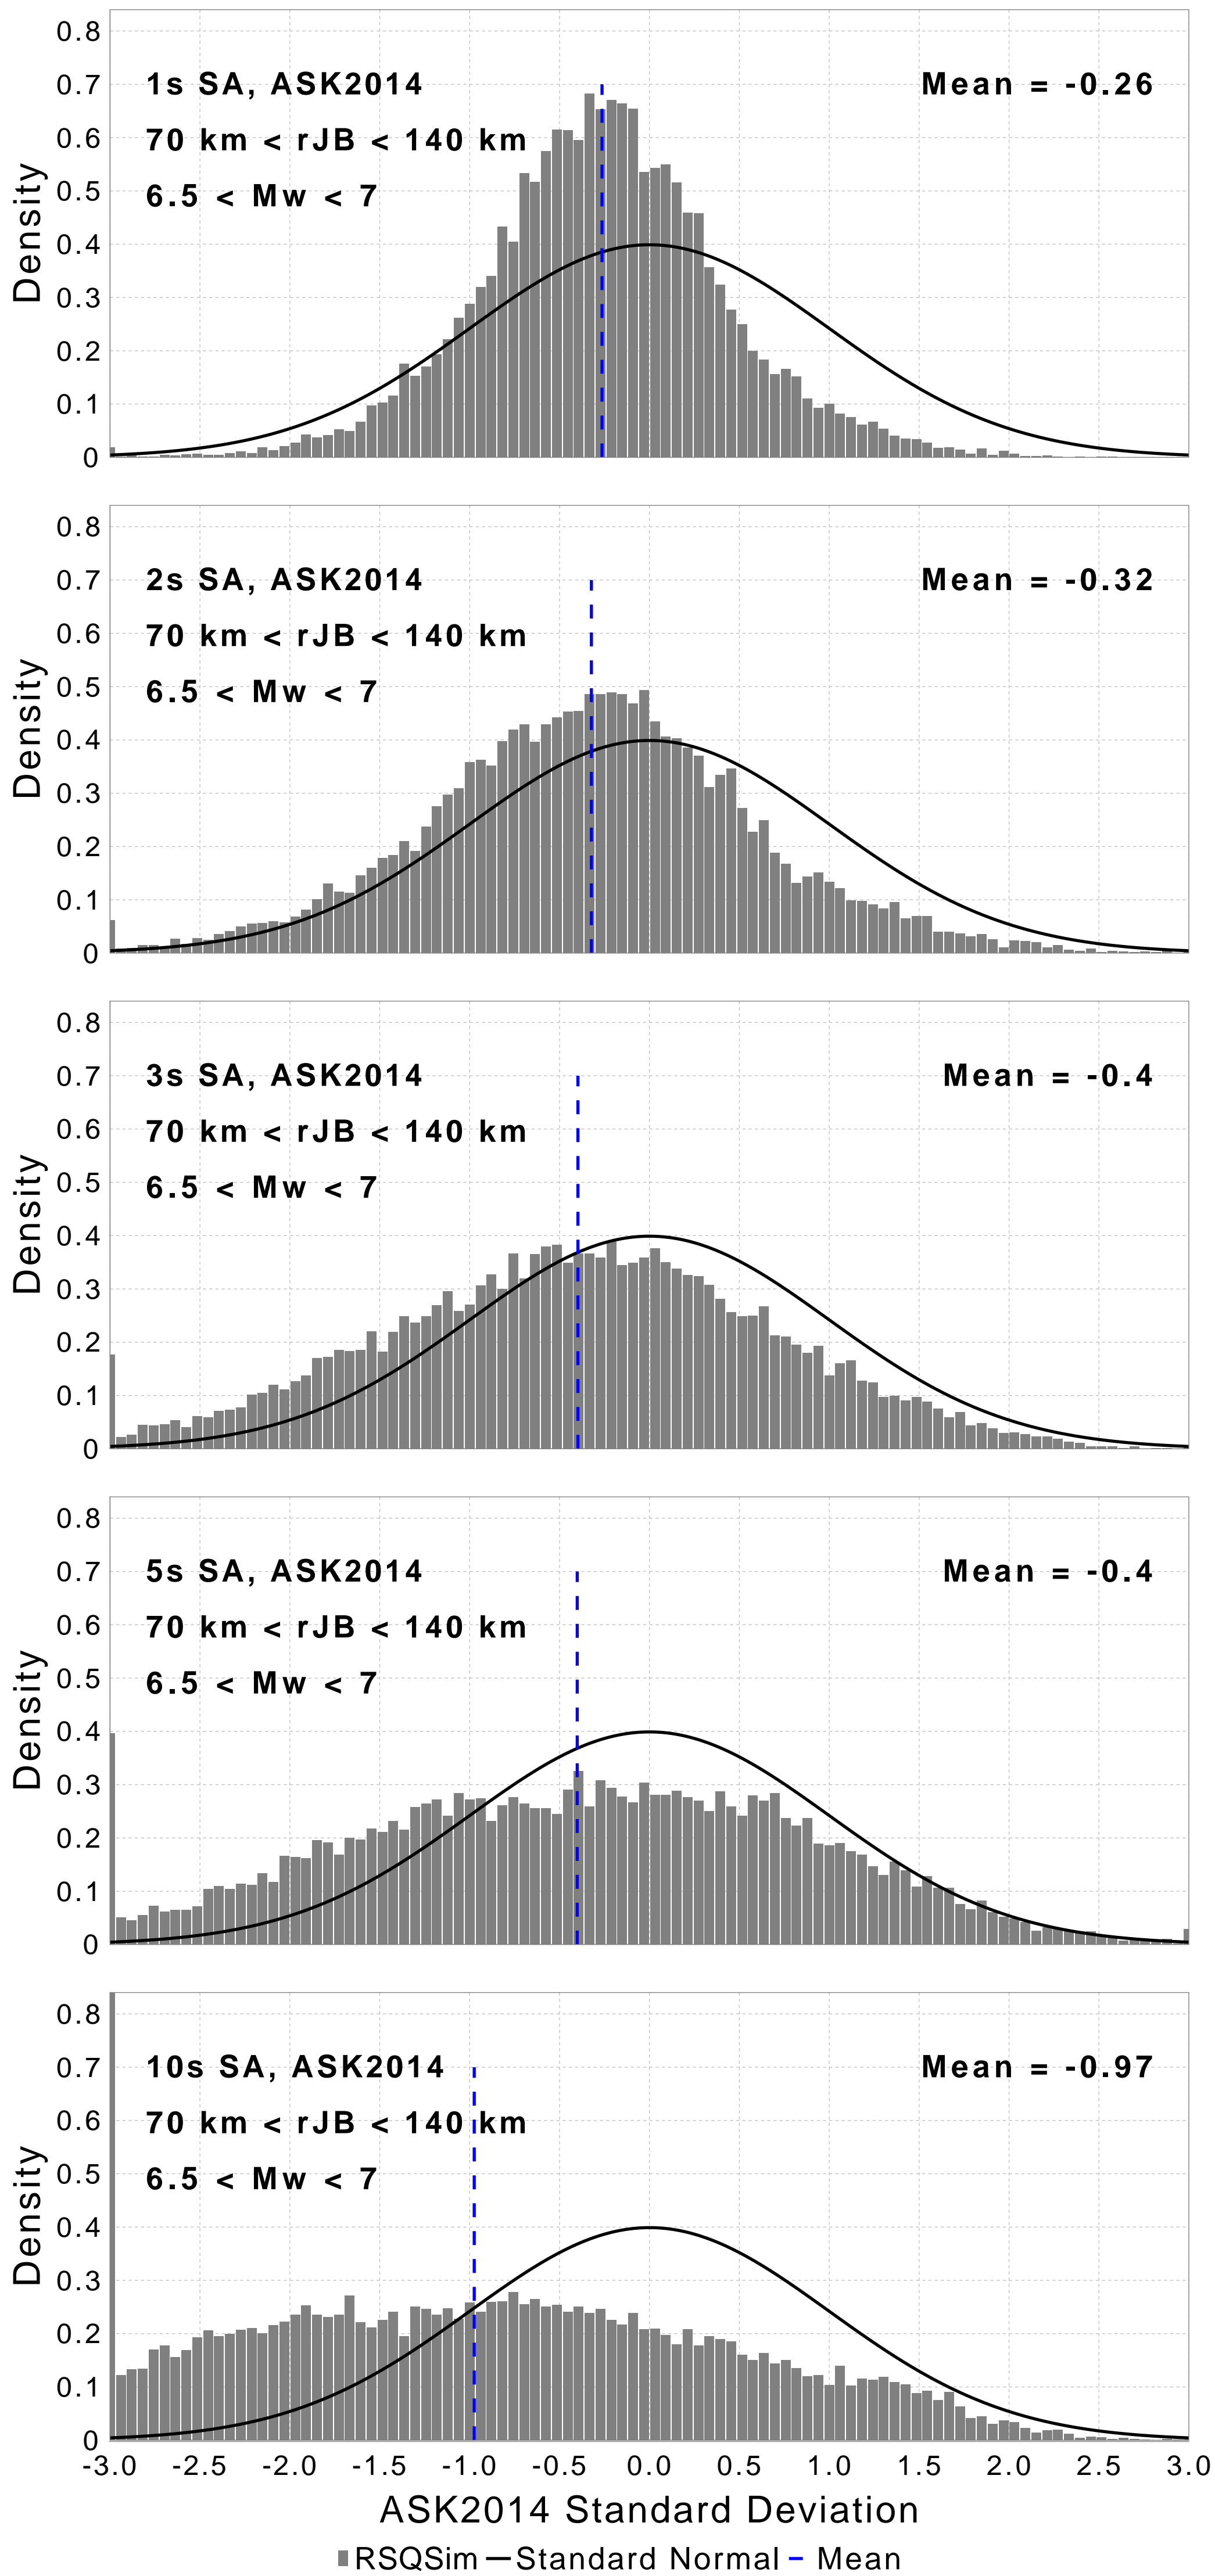 0.8
0.7
0.6
0.5
0.4
0.3
0.2
0.1
0
Density
1s SA, ASK2014
70 km < rJB < 140 km
6.5 < Mw < 7
Mean = -0.26
0.8
0.7
0.6
0.5
0.4
0.3
0.2
0.1
0
Density
2s SA, ASK2014
70 km < rJB < 140 km
6.5 < Mw < 7
Mean = -0.32
0.8
0.7
0.6
0.5
0.4
0.3
0.2
0.1
0
Density
3s SA, ASK2014
70 km < rJB < 140 km
6.5 < Mw < 7
Mean = -0.4
0.8
0.7
0.6
0.5
0.4
0.3
0.2
0.1
0
Density
5s SA, ASK2014
70 km < rJB < 140 km
6.5 < Mw < 7
Mean = -0.4
0.8
0.7
0.6
0.5
0.4
0.3
0.2
0.1
0
Density
10s SA, ASK2014
70 km < rJB < 140 km
6.5 < Mw < 7
Mean = -0.97
-3.0 -2.5 -2.0 -1.5 -1.0 -0.5 0.0 0.5 1.0 1.5 2.0 2.5 3.0
ASK2014 Standard Deviation
RSQSim Standard Normal Mean